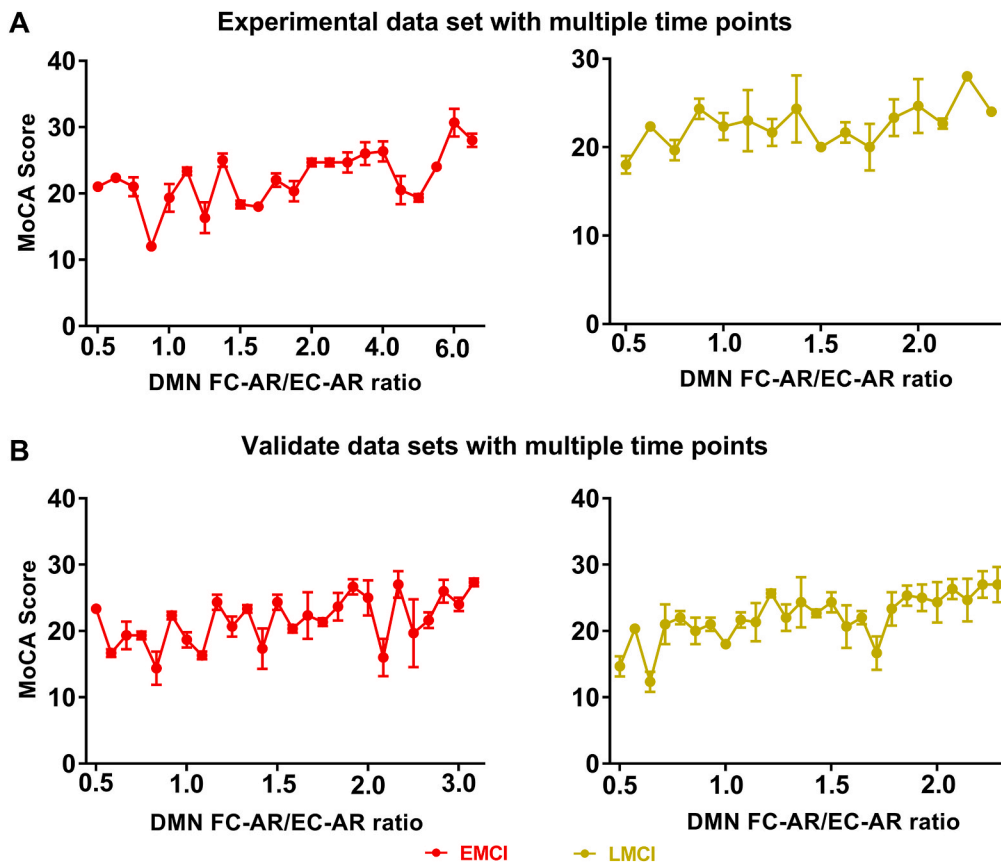 A
Experimental data set with multiple time points
MoCA Score
40
30
20
10
0
0.5 1.0 1.5 2.0 4.0 6.0
DMN FC-AR/EC-AR ratio
30
20
10
0
0.5 1.0 1.5 2.0
DMN FC-AR/EC-AR ratio
B
Validate data sets with multiple time points
MoCA Score
40
30
20
10
0
0.5 1.0 1.5 2.0 3.0
DMN FC-AR/EC-AR ratio
40
30
20
10
0
0.5 1.0 1.5 2.0
DMN FC-AR/EC-AR ratio
EMCI LMCI